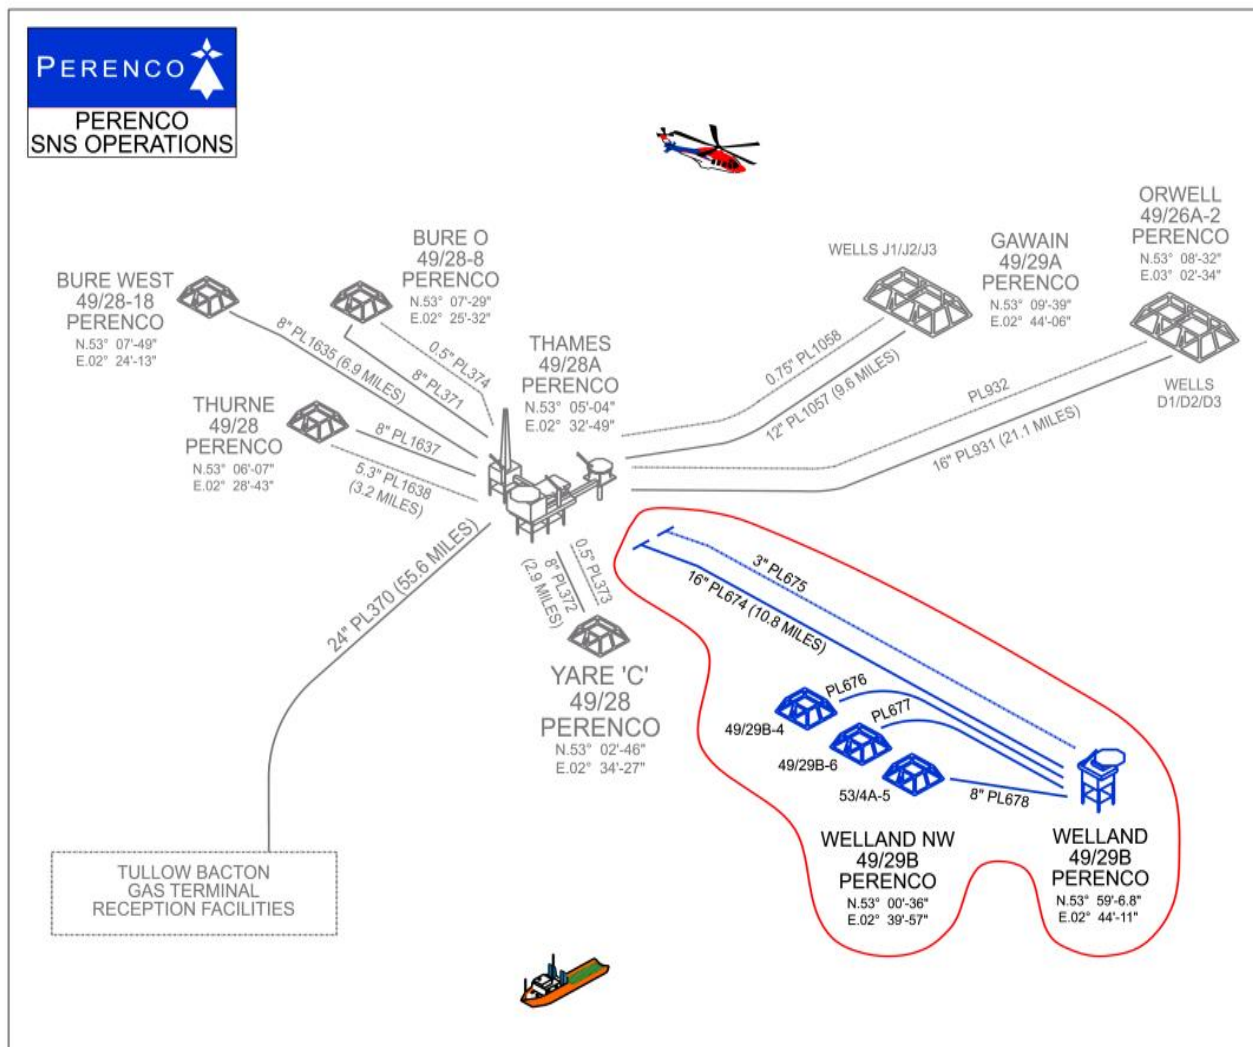 PERENCO
PERENCO
SNS OPERATIONS
BURE WEST
49/28-18
PERENCO
N.53° 07'-49"
E.02° 24'-13"
BURE O
49/28-8
PERENCO
N.53° 07'-29"
E.02° 25'-32"
8" PL1635 (6.9 MILES)
0.5" PL374
8" PL371
THURNE
49/28
PERENCO
N.53° 06'-07"
E.02° 28'-43"
8" PL1637
5.3" PL1638
(3.2 MILES)
THAMES
49/28A
PERENCO
N.53° 05'-04"
E.02° 32'-49"
WELLS J1/J2/J3
GAWAIN
49/29A
PERENCO
N.53° 09'-39"
E.02° 44'-06"
ORWELL
49/26A-2
PERENCO
N.53° 08'-32"
E.03° 02'-34"
WELLS
D1/D2/D3
0.75" PL1058
12" PL1057 (9.6 MILES)
PL932
16" PL931 (21.1 MILES)
24" PL370 (55.6 MILES)
0.5" PL373
8" PL372
(2.9 MILES)
YARE 'C'
49/28
PERENCO
N.53° 02'-46"
E.02° 34'-27"
3" PL675
16" PL674 (10.8 MILES)
PL676
PL677
49/29B-4
49/29B-6
53/4A-5
8" PL678
WELLAND NW
49/29B
PERENCO
N.53° 00'-36"
E.02° 39'-57"
WELLAND
49/29B
PERENCO
N.53° 59'-6.8"
E.02° 44'-11"
TULLOW BACTON
GAS TERMINAL
RECEPTION FACILITIES